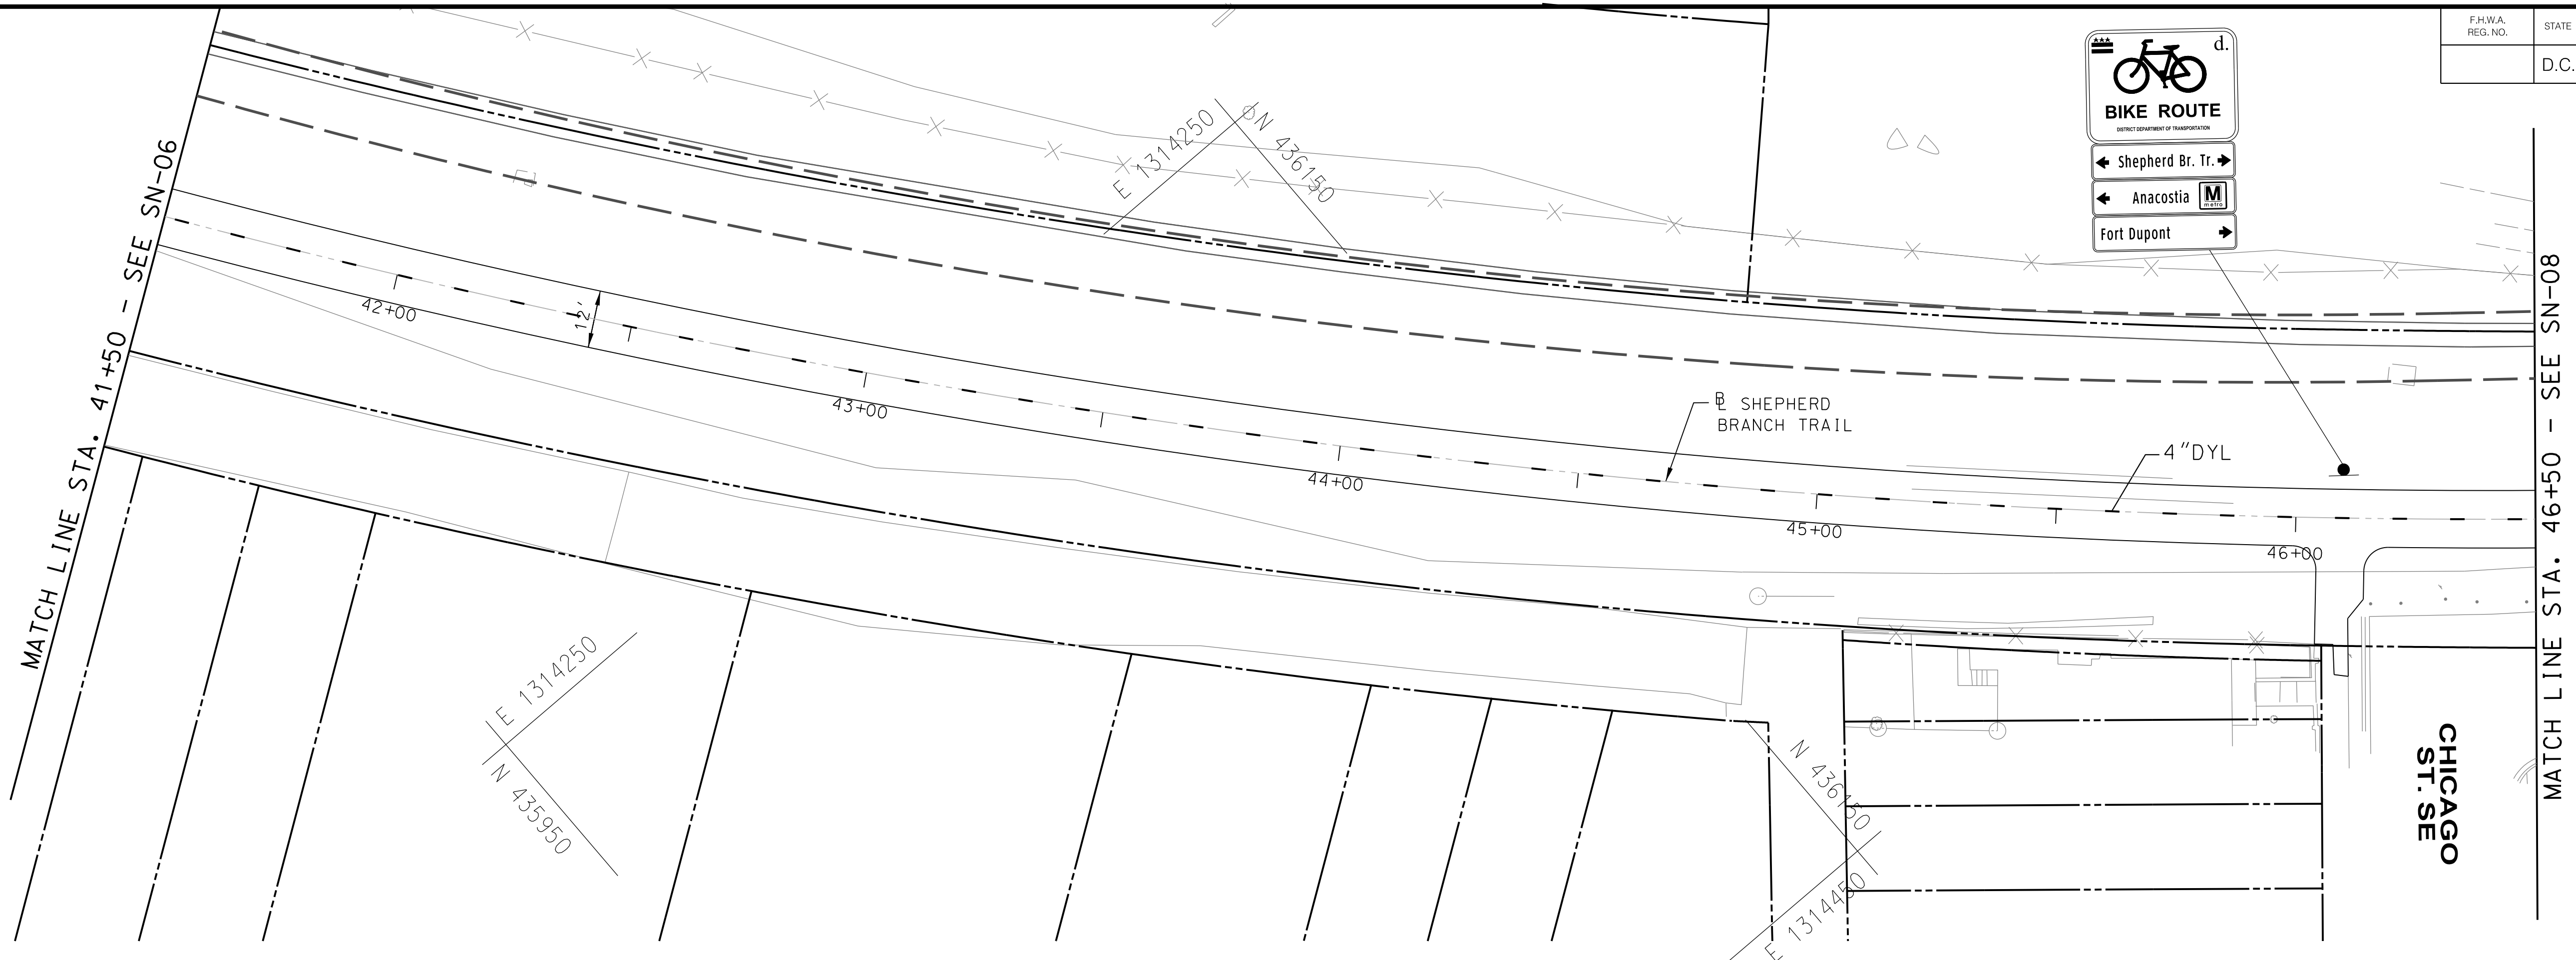 F.H.W.A.
REG. NO.
STATE
D.C.
d.
BIKE ROUTE
DISTRICT DEPARTMENT OF TRANSPORTATION
Shepherd Br. Tr.
Anacostia
M
metro
Fort Dupont
MATCH LINE STA. 41+50 - SEE SN-06
E 1314250
N 436150
42+00
12'
43+00
44+00
BL SHEPHERD
BRANCH TRAIL
4"DYL
45+00
46+00
MATCH LINE STA. 46+50 - SEE SN-08
E 1314250
N 435950
N 436150
E 1314450
CHICAGO
ST. SE